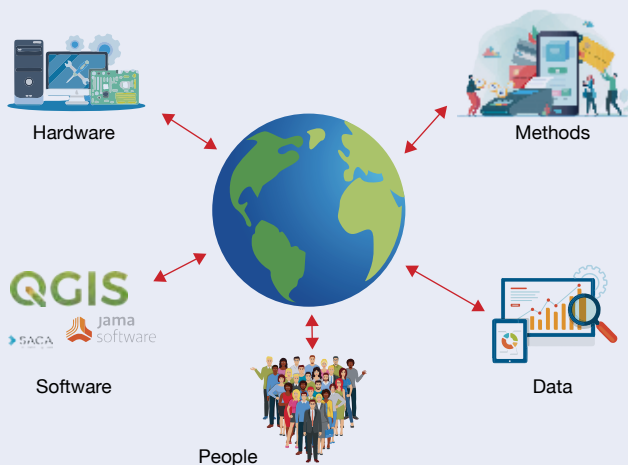 Hardware
Methods
QGIS
SACA
jama
software
Software
Data
People